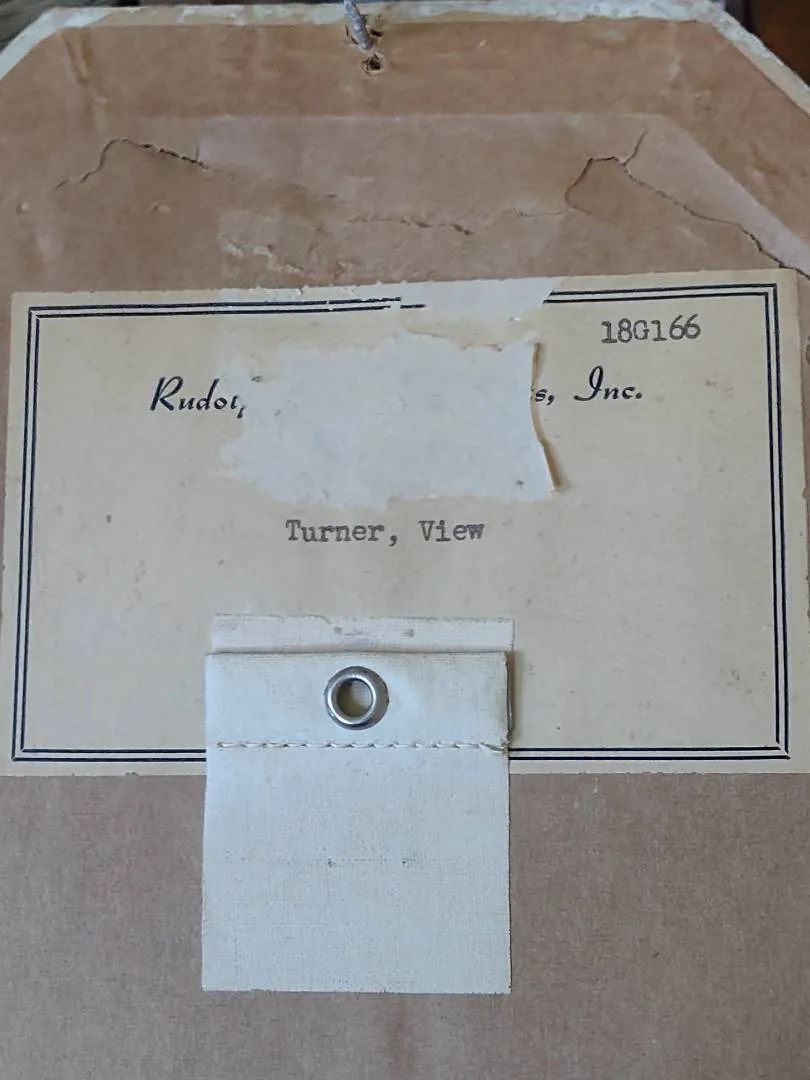 18G166
Rudol s, Inc.
Turner, View